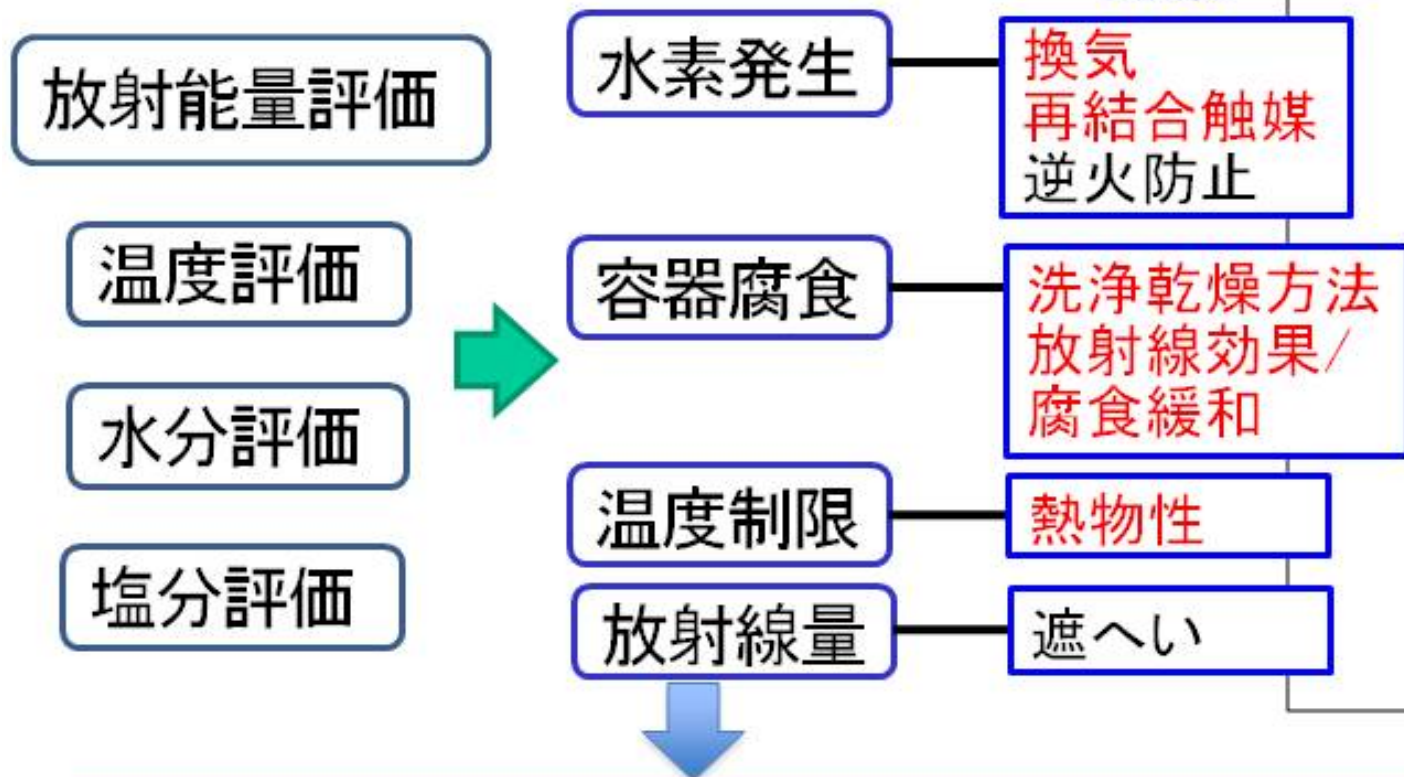 放射能量評価
温度評価
水分評価
塩分評価
水素発生
換気
再結合触媒
逆火防止
容器腐食
洗浄乾燥方法
放射線効果/
腐食緩和
温度制限
熱物性
放射線量
遮へい